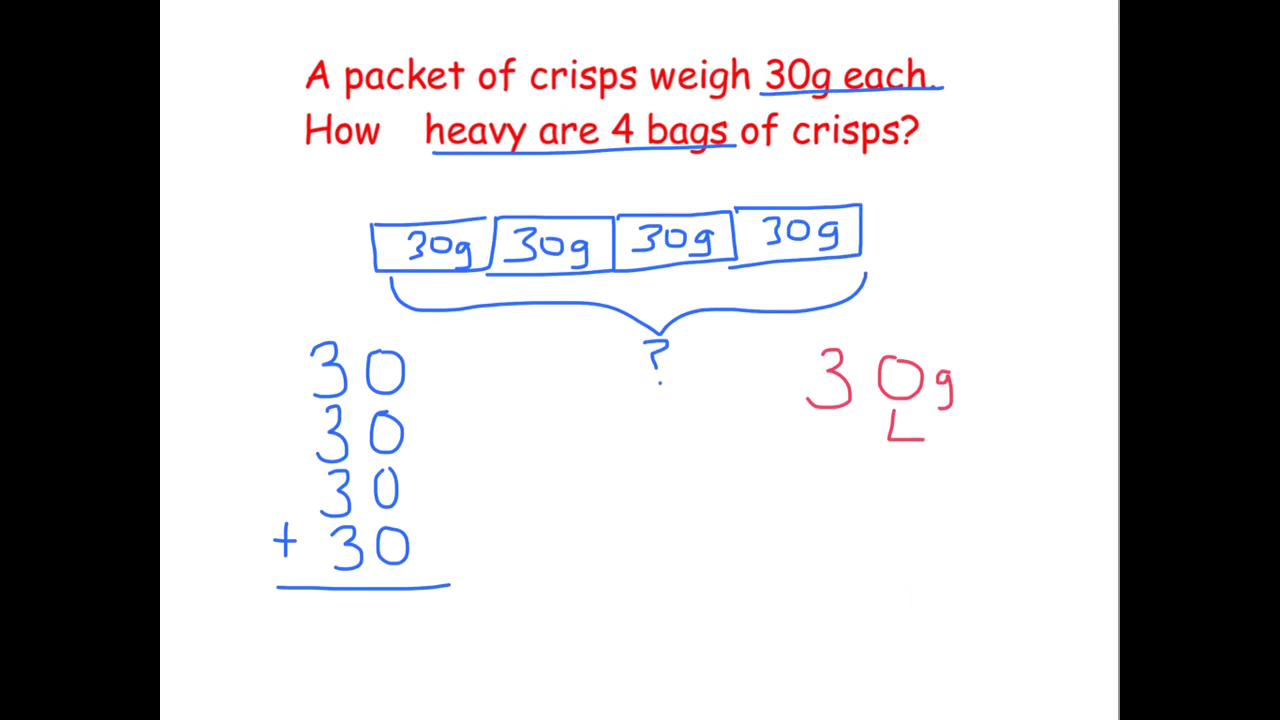 A packet of crisps weigh 30g each.
How heavy are 4 bags of crisps?
30g 30g 30g 30g
?
30
30
30
+ 30
30g